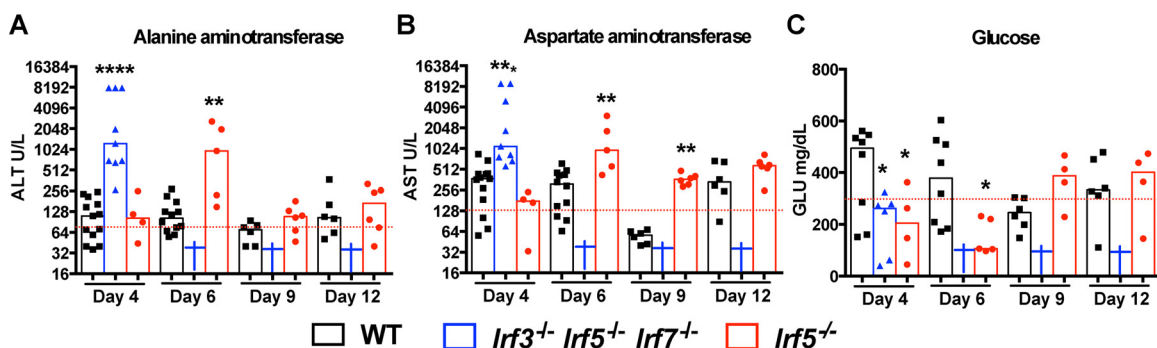 A
Alanine aminotransferase
ALT U/L
16384
8192
4096
2048
1024
512
256
128
64
32
16
****
**
Day 4
Day 6
Day 9
Day 12
B
Aspartate aminotransferase
AST U/L
16384
8192
4096
2048
1024
512
256
128
64
32
16
***
**
**
Day 4
Day 6
Day 9
Day 12
C
Glucose
GLU mg/dL
800
600
400
200
0
*
*
*
Day 4
Day 6
Day 9
Day 12
WT
Irf3-/- Irf5-/- Irf7-/-
Irf5-/-